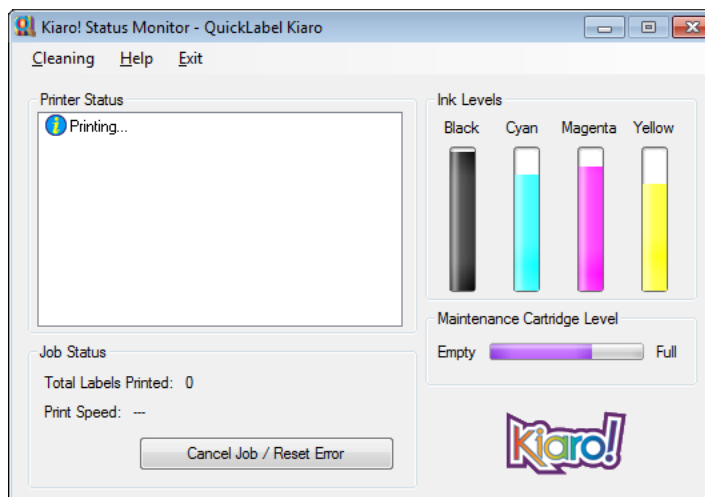 Kiaro! Status Monitor - QuickLabel Kiaro
Cleaning Help Exit
Printer Status
Printing...
Ink Levels
Black Cyan Magenta Yellow
Maintenance Cartridge Level
Empty Full
Job Status
Total Labels Printed: 0
Print Speed: ---
Cancel Job / Reset Error
Kiaro!